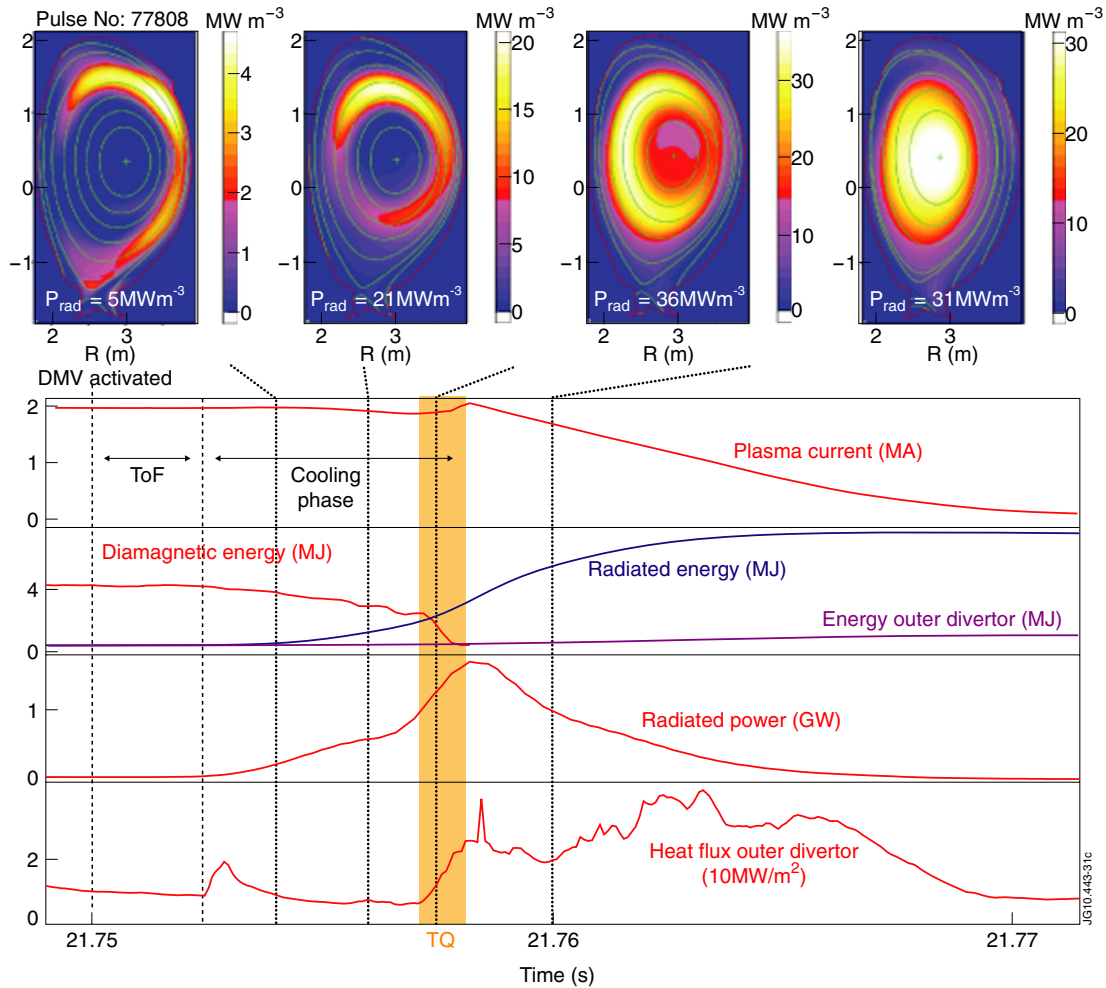 Pulse No: 77808
MW m⁻³
MW m⁻³
MW m⁻³
MW m⁻³
2
1
0
−1
4
3
2
1
0
2
1
0
−1
20
15
10
5
0
2
1
0
−1
30
20
10
0
2
1
0
−1
30
20
10
0
P_rad = 5MWm⁻³
P_rad = 21MWm⁻³
P_rad = 36MWm⁻³
P_rad = 31MWm⁻³
2 3
2 3
2 3
2 3
R (m)
R (m)
R (m)
R (m)
DMV activated
2
1
0
Plasma current (MA)
ToF
Cooling
phase
Diamagnetic energy (MJ)
4
0
Radiated energy (MJ)
Energy outer divertor (MJ)
1
0
Radiated power (GW)
2
0
Heat flux outer divertor
(10MW/m²)
JG10.443-31c
21.75
TQ
21.76
21.77
Time (s)